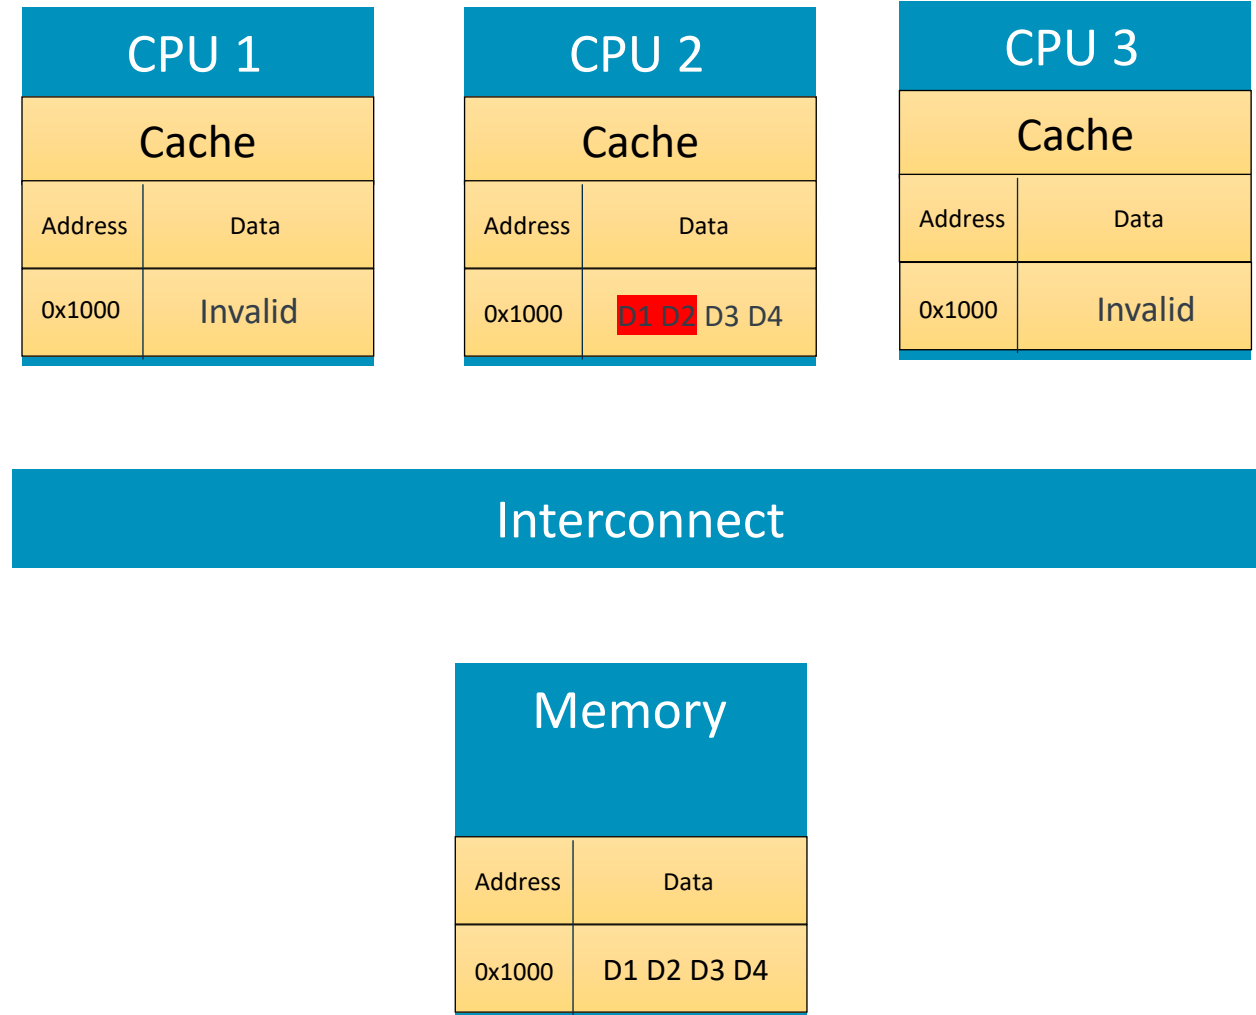 CPU 1
Cache
Address Data
0x1000 Invalid
CPU 2
Cache
Address Data
0x1000 D1 D2 D3 D4
CPU 3
Cache
Address Data
0x1000 Invalid
Interconnect
Memory
Address Data
0x1000 D1 D2 D3 D4